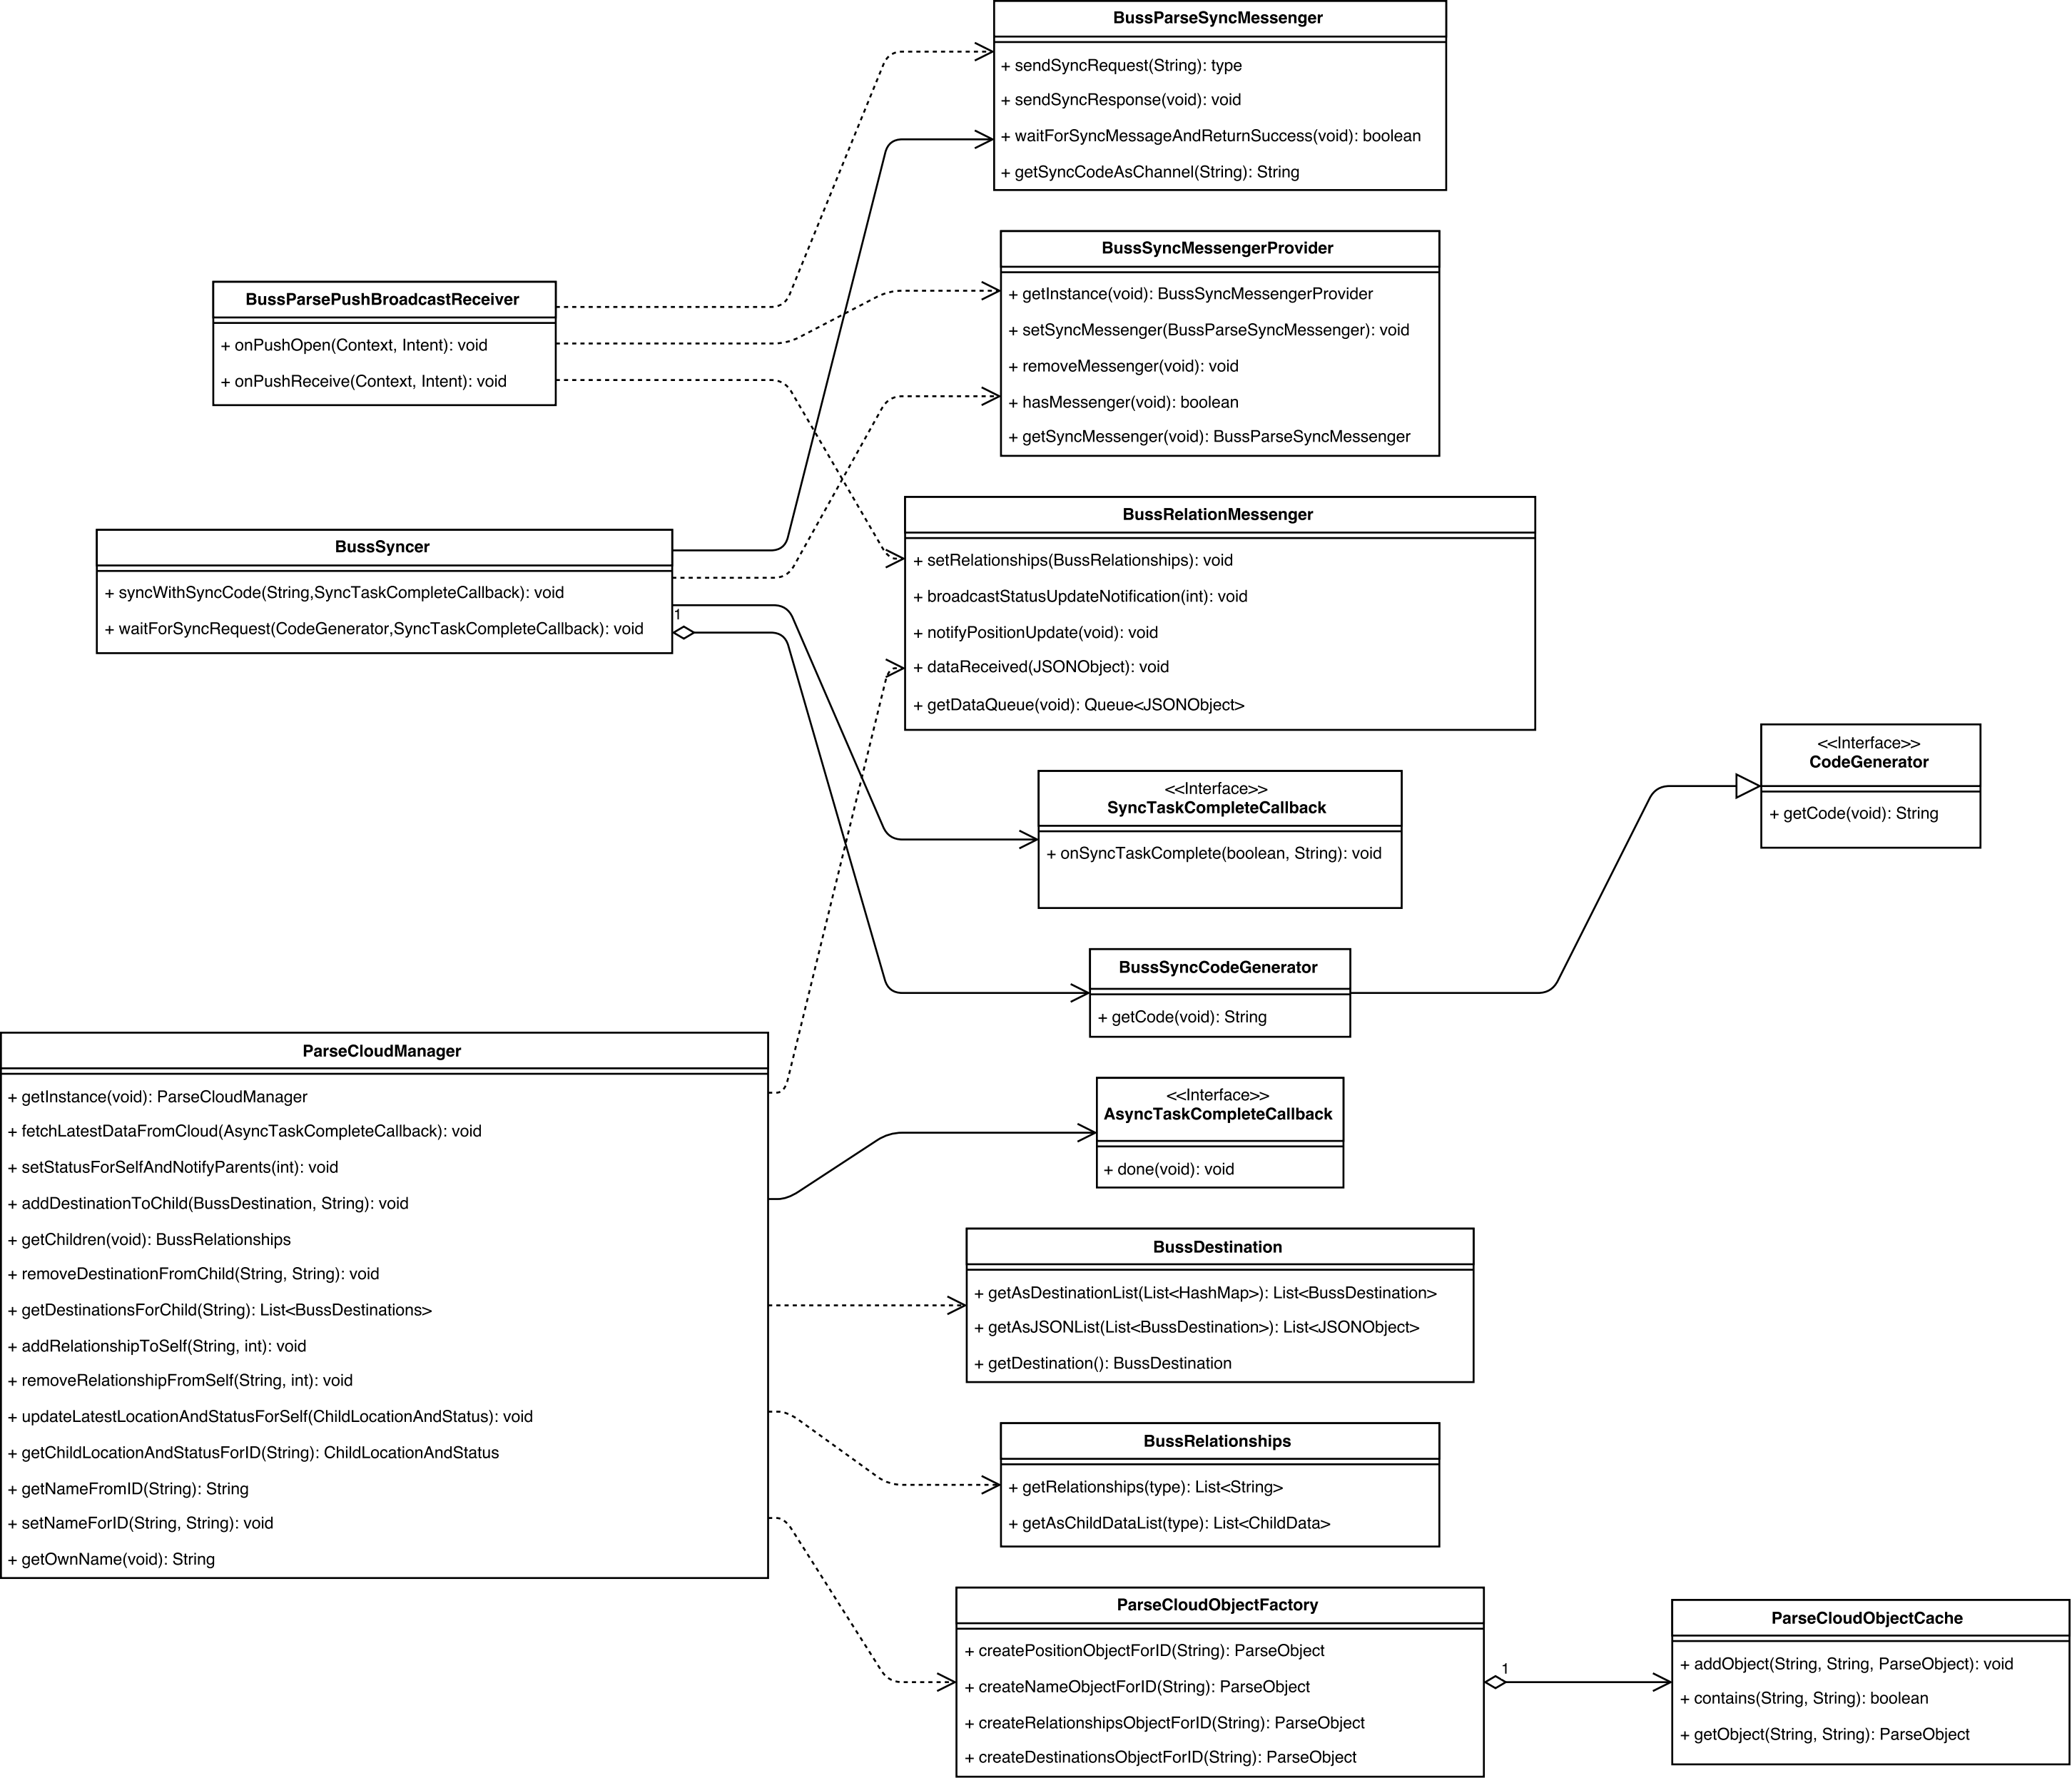 BussParseSyncMessenger
+ sendSyncRequest(String): type
+ sendSyncResponse(void): void
+ waitForSyncMessageAndReturnSuccess(void): boolean
+ getSyncCodeAsChannel(String): String
BussSyncMessengerProvider
+ getInstance(void): BussSyncMessengerProvider
+ setSyncMessenger(BussParseSyncMessenger): void
+ removeMessenger(void): void
+ hasMessenger(void): boolean
+ getSyncMessenger(void): BussParseSyncMessenger
BussParsePushBroadcastReceiver
+ onPushOpen(Context, Intent): void
+ onPushReceive(Context, Intent): void
BussRelationMessenger
+ setRelationships(BussRelationships): void
+ broadcastStatusUpdateNotification(int): void
+ notifyPositionUpdate(void): void
+ dataReceived(JSONObject): void
+ getDataQueue(void): Queue<JSONObject>
BussSyncer
+ syncWithSyncCode(String,SyncTaskCompleteCallback): void
+ waitForSyncRequest(CodeGenerator,SyncTaskCompleteCallback): void
1
<<Interface>>
CodeGenerator
+ getCode(void): String
<<Interface>>
SyncTaskCompleteCallback
+ onSyncTaskComplete(boolean, String): void
BussSyncCodeGenerator
+ getCode(void): String
ParseCloudManager
+ getInstance(void): ParseCloudManager
+ fetchLatestDataFromCloud(AsyncTaskCompleteCallback): void
+ setStatusForSelfAndNotifyParents(int): void
+ addDestinationToChild(BussDestination, String): void
+ getChildren(void): BussRelationships
+ removeDestinationFromChild(String, String): void
+ getDestinationsForChild(String): List<BussDestinations>
+ addRelationshipToSelf(String, int): void
+ removeRelationshipFromSelf(String, int): void
+ updateLatestLocationAndStatusForSelf(ChildLocationAndStatus): void
+ getChildLocationAndStatusForID(String): ChildLocationAndStatus
+ getNameFromID(String): String
+ setNameForID(String, String): void
+ getOwnName(void): String
<<Interface>>
AsyncTaskCompleteCallback
+ done(void): void
BussDestination
+ getAsDestinationList(List<HashMap>): List<BussDestination>
+ getAsJSONList(List<BussDestination>): List<JSONObject>
+ getDestination(): BussDestination
BussRelationships
+ getRelationships(type): List<String>
+ getAsChildDataList(type): List<ChildData>
ParseCloudObjectFactory
+ createPositionObjectForID(String): ParseObject
+ createNameObjectForID(String): ParseObject
+ createRelationshipsObjectForID(String): ParseObject
+ createDestinationsObjectForID(String): ParseObject
1
ParseCloudObjectCache
+ addObject(String, String, ParseObject): void
+ contains(String, String): boolean
+ getObject(String, String): ParseObject